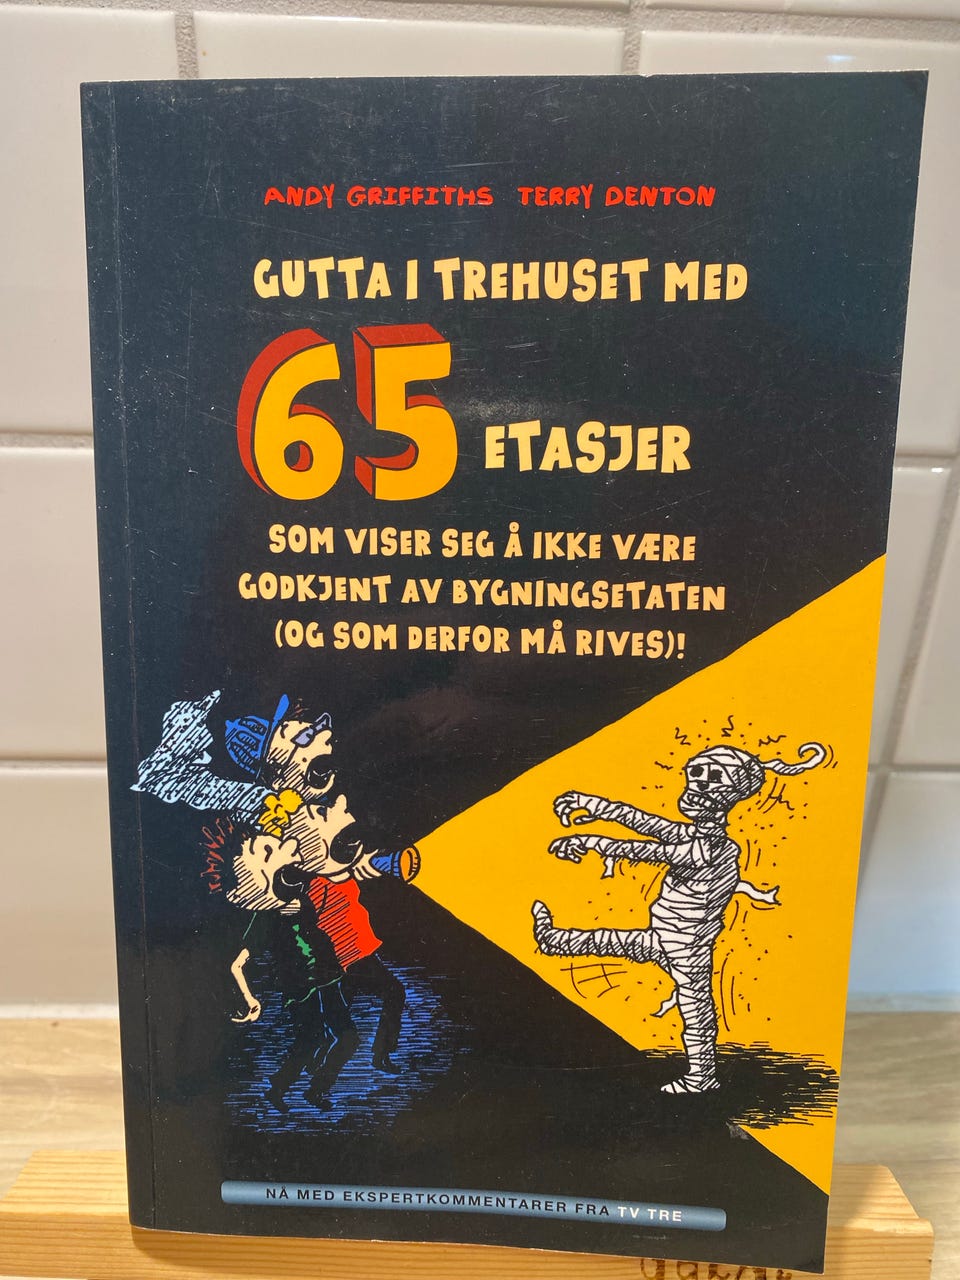 ANDY GRIFFITHS TERRY DENTON
GUTTA I TREHUSET MED
65 ETASJER
SOM VISER SEG Å IKKE VÆRE
GODKJENT AV BYGNINGSETATEN
(OG SOM DERFOR MÅ RIVES)!
NÅ MED EKSPERTKOMMENTARER FRA TV TRE